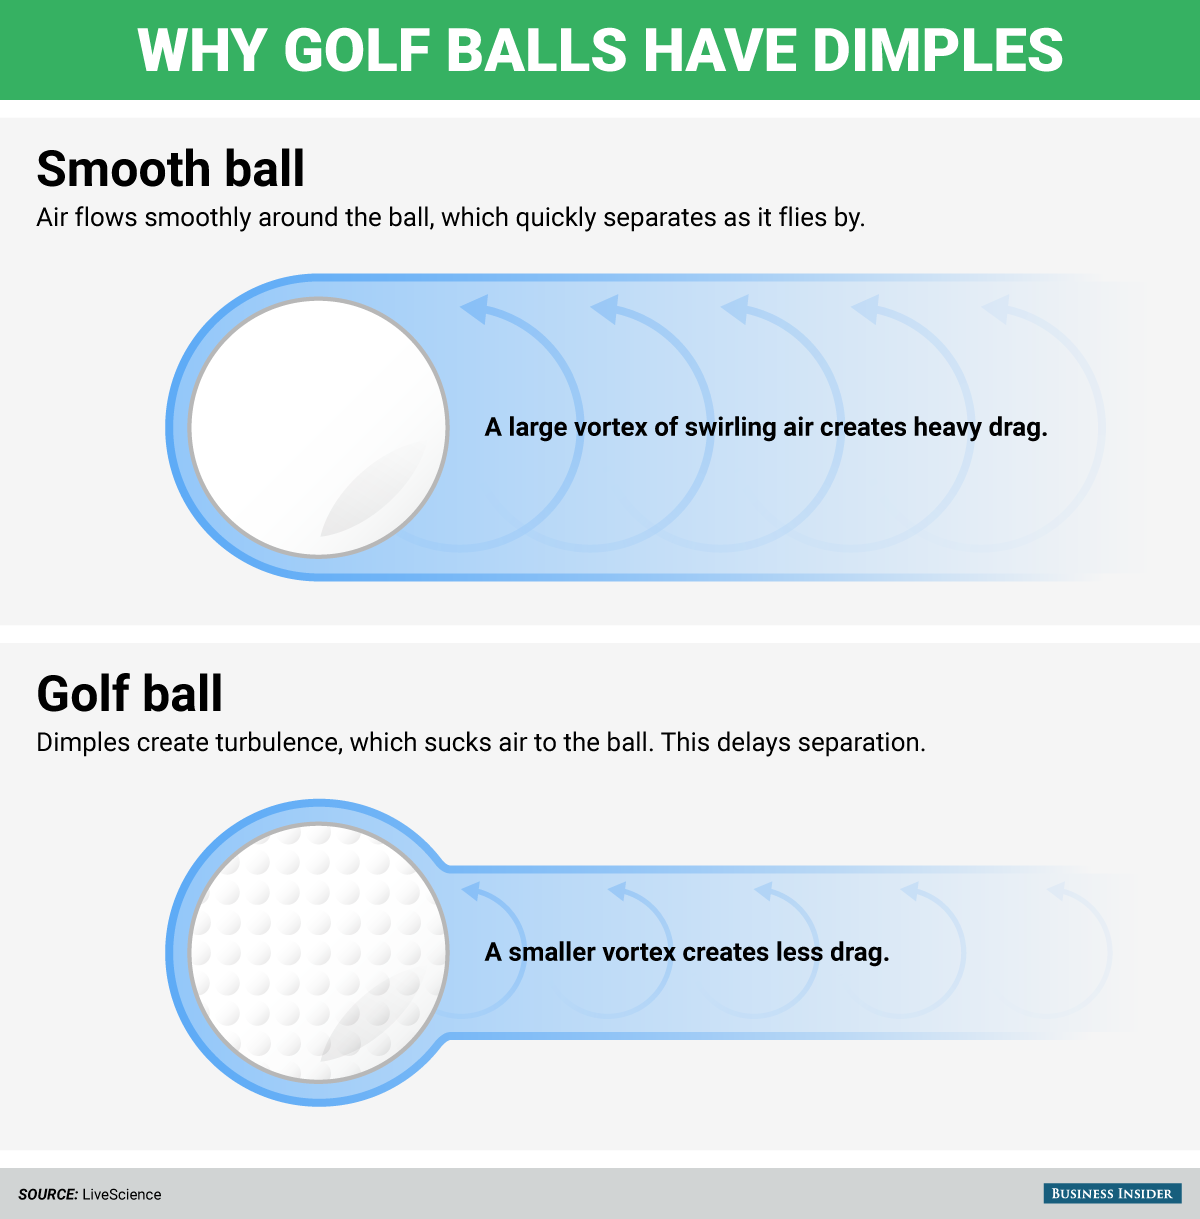 WHY GOLF BALLS HAVE DIMPLES
Smooth ball
Air flows smoothly around the ball, which quickly separates as it flies by.
A large vortex of swirling air creates heavy drag.
Golf ball
Dimples create turbulence, which sucks air to the ball. This delays separation.
A smaller vortex creates less drag.
SOURCE: LiveScience
BUSINESS INSIDER